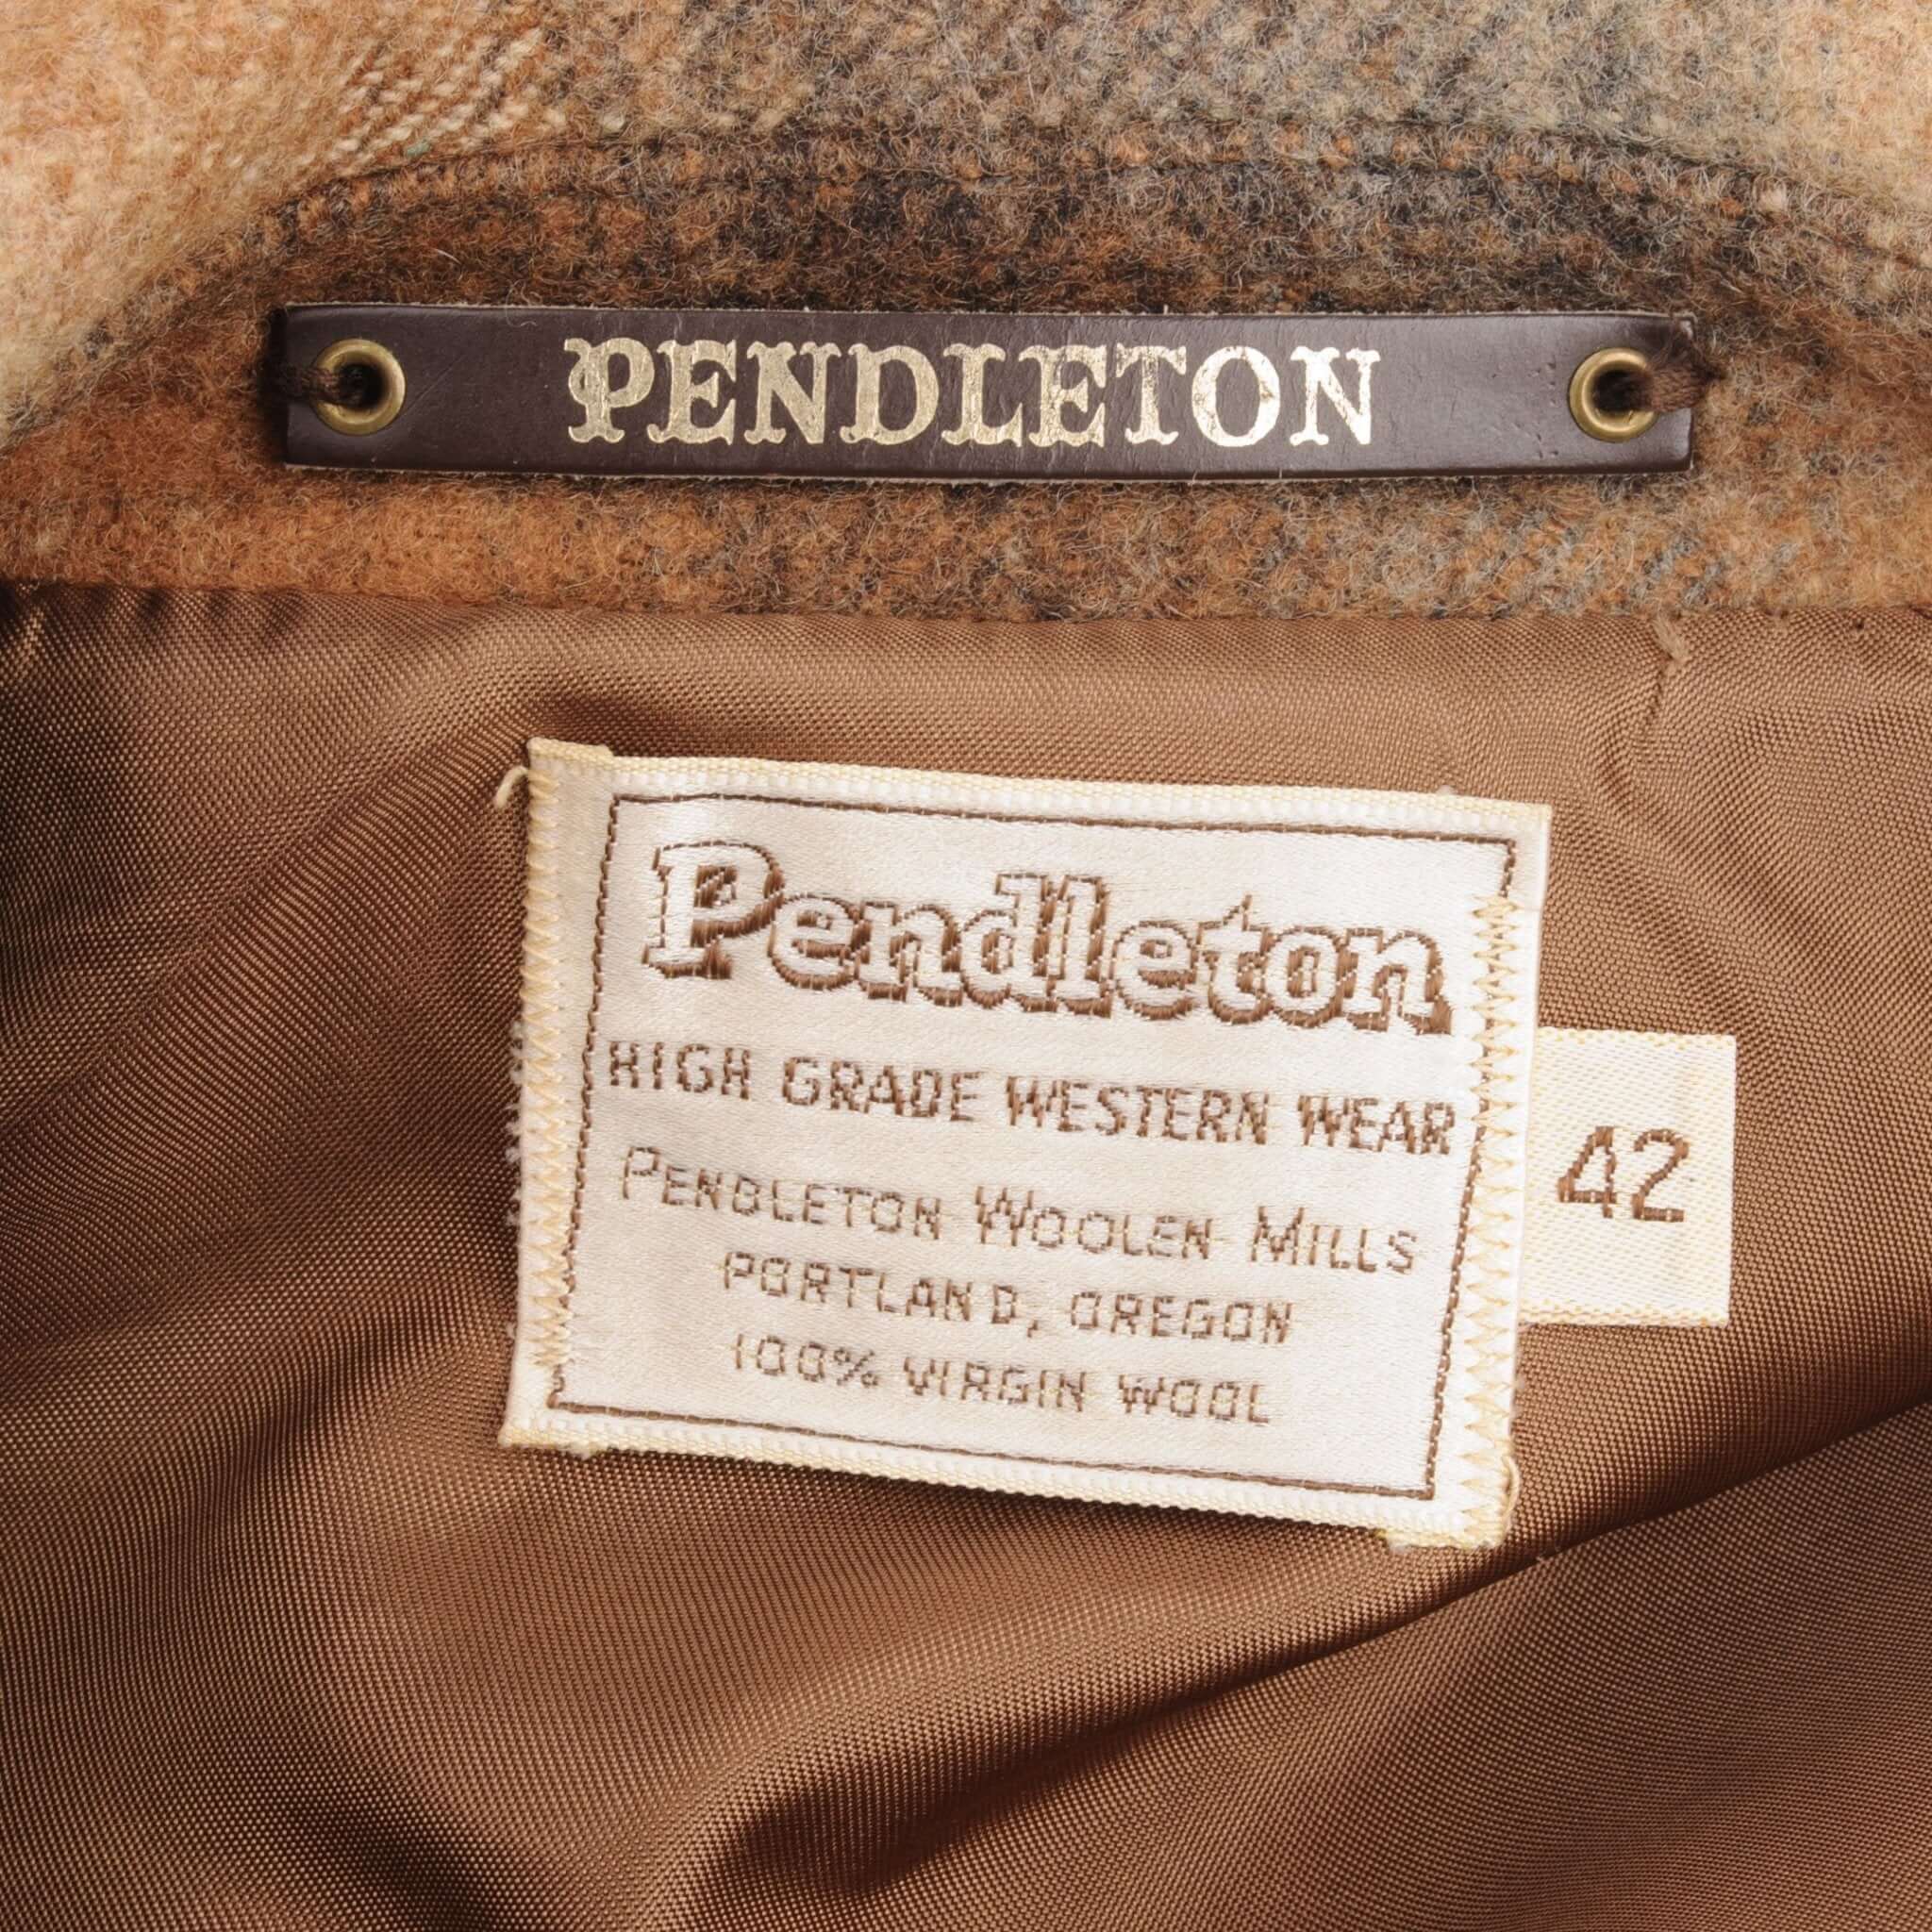 PENDLETON
Pendleton
HIGH GRADE WESTERN WEAR
PENDLETON WOOLEN MILLS
PORTLAND, OREGON
100% VIRGIN WOOL
42